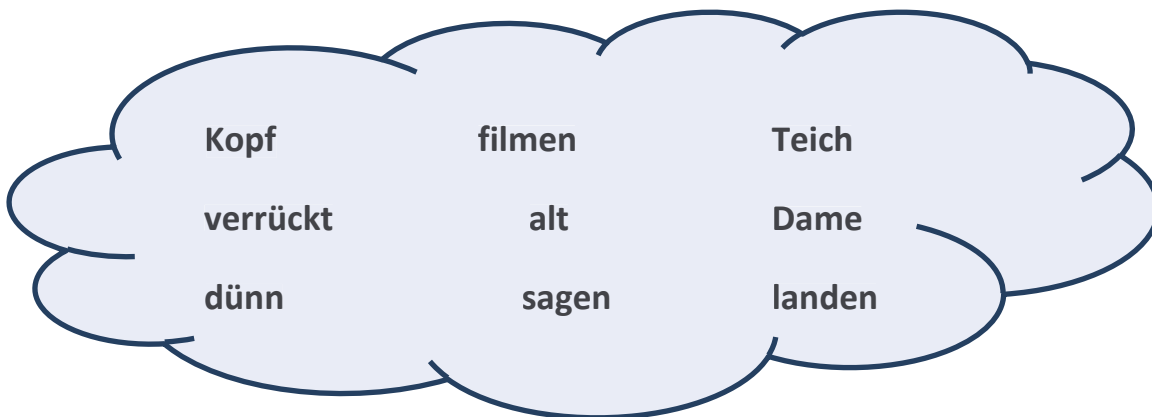 Kopf filmen Teich
verrückt alt Dame
dünn sagen landen